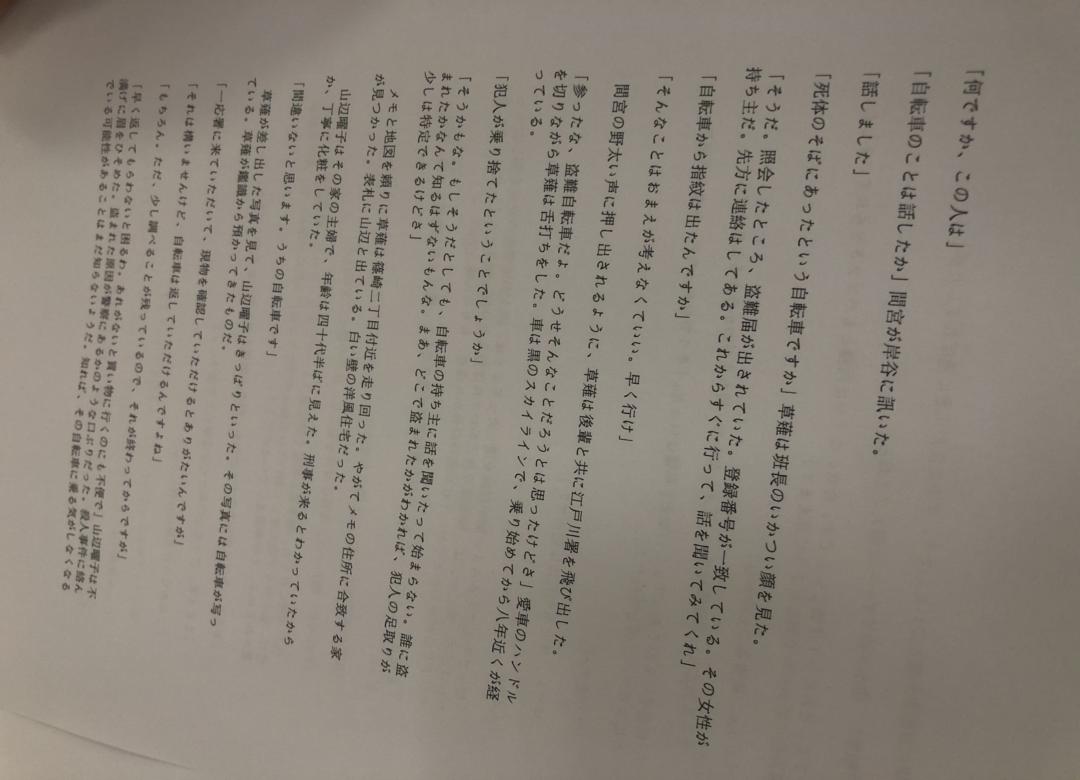 「何ですか、この人は」
「自転車のことは話したか」間宮が岸谷に訊いた。
「話しました」
「死体のそばにあったという自転車ですか」草薙は班長のいかつい顔を見た。
「そうだ。照会したところ、盗難届が出されていた。登録番号が一致している。その女性が
持ち主だ。先方に連絡はしてある。これからすぐに行って、話を聞いてみてくれ」
「自転車から指紋は出たんですか」
「そんなことはおまえが考えなくていい。早く行け」
間宮の野太い声に押し出されるように、草薙は後輩と共に江戸川署を飛び出した。
「参ったな、盗難自転車だよ。どうせそんなことだろうとは思ったけどさ」愛車のハンドル
を切りながら草薙は舌打ちをした。車は黒のスカイラインで、乗り始めてから八年近くが経
っている。
「犯人が乗り捨てたということでしょうか」
「そうかもな。もしそうだとしても、自転車の持ち主に話を聞いたって始まらない。誰に盗
まれたかなんて知るはずないもんな。まあ、どこで盗まれたかがわかれば、犯人の足取りが
少しは特定できるけどさ」
メモと地図を頼りに草薙は篠崎二丁目付近を走り回った。やがてメモの住所に合致する家
が見つかった。表札に山辺と出ている。白い壁の洋風住宅だった。
山辺曜子はその家の主婦で、年齢は四十代半ばに見えた。刑事が来るとわかっていたから
か、丁寧に化粧をしていた。
「間違いないと思います。うちの自転車です」
草薙が差し出した写真を見て、山辺曜子はきっぱりといった。その写真には自転車が写っ
ている。草薙が鑑識から預かってきたものだ。
「一応署に来ていただいて、現物を確認していただけるとありがたいんですが」
「それは構いませんけど、自転車は返していただけるんですよね」
「もちろん。ただ、少し調べることが残っているので、それが終わってからですが」
「早く返してもらわないと困るわ。あれがないと買い物に行くのにも不便で」山辺曜子は不
満げに眉をひそめた。盗まれた原因が警察にあるかのような口ぶりだった。殺人事件に絡ん
でいる可能性があることはまだ知らないようだ。知れば、その自転車に乗る気がしなくなる